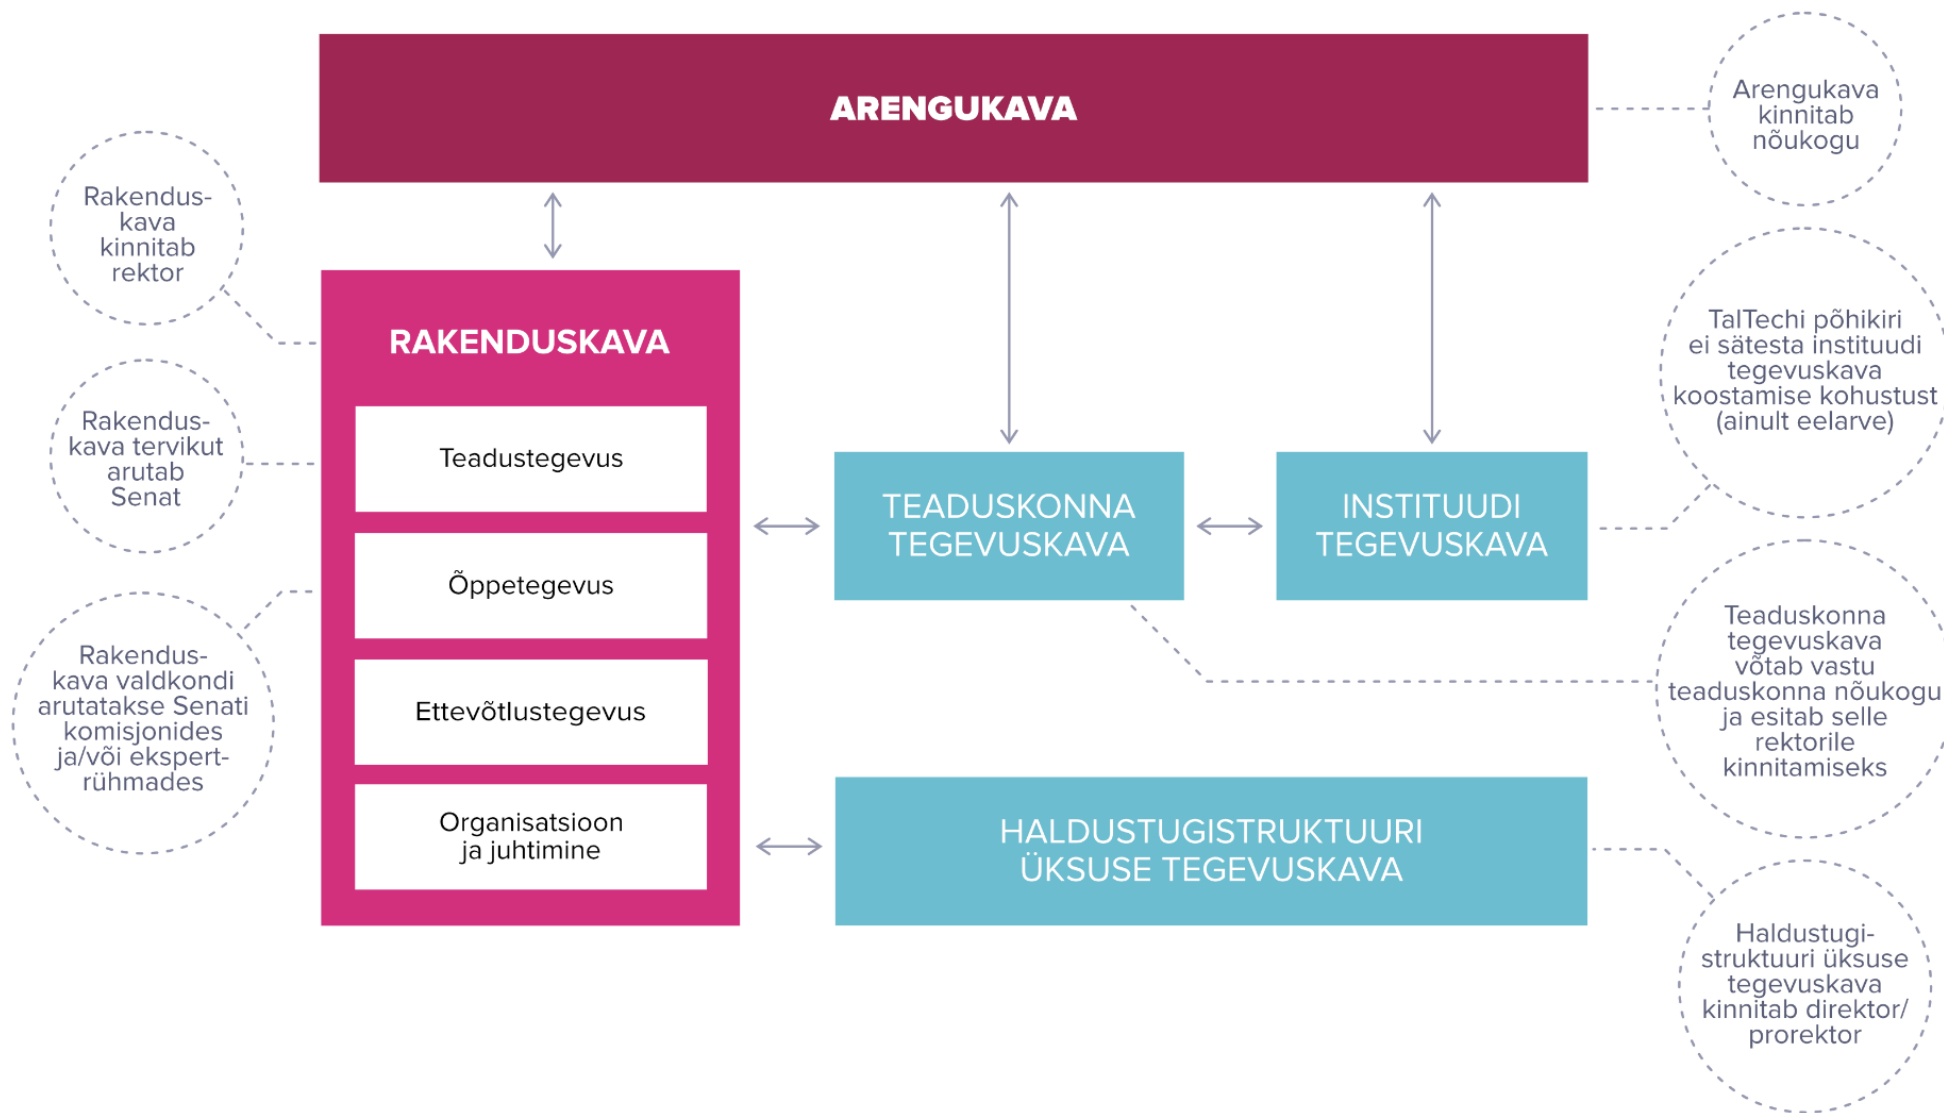 ARENGUKAVA
Arengukava
kinnitab
nõukogu
Rakendus-
kava
kinnitab
rektor
RAKENDUSKAVA
TalTechi põhikiri
ei sätesta instituudi
tegevuskava
koostamise kohustust
(ainult eelarve)
Rakendus-
kava tervikut
arutab
Senat
Teadustegevus
TEADUSKONNA
TEGEVUSKAVA
INSTITUUDI
TEGEVUSKAVA
Õppetegevus
Rakendus-
kava valdkondi
arutatakse Senati
komisjonides
ja/või ekspert-
rühmades
Teaduskonna
tegevuskava
võtab vastu
teaduskonna nõukogu
ja esitab selle
rektorile
kinnitamiseks
Ettevõtlustegevus
Organisatsioon
ja juhtimine
HALDUSTUGISTRUKTUURI
ÜKSUSE TEGEVUSKAVA
Haldustugi-
struktuuri üksuse
tegevuskava
kinnitab direktor/
prorektor